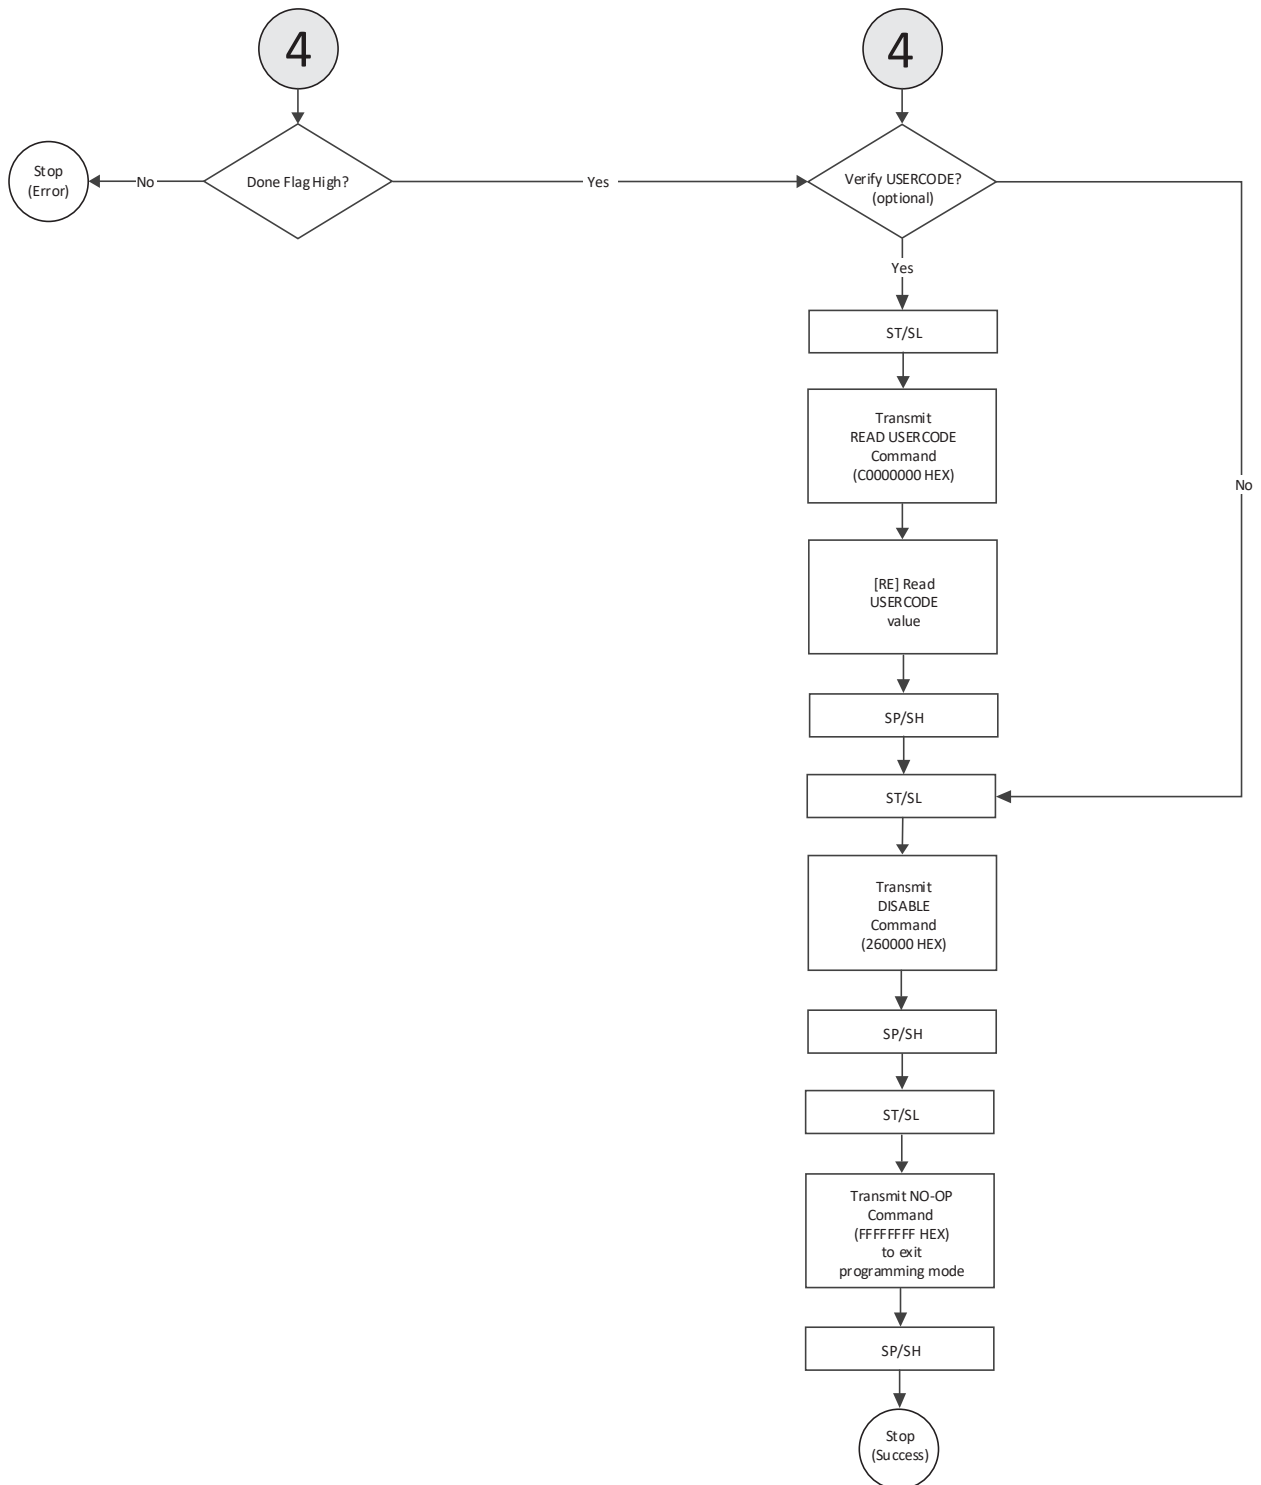 4
4
Stop
(Error)
No
Done Flag High?
Yes
Verify USERCODE?
(optional)
Yes
ST/SL
Transmit
READ USERCODE
Command
(C0000000 HEX)
No
[RE] Read
USERCODE
value
SP/SH
ST/SL
Transmit
DISABLE
Command
(260000 HEX)
SP/SH
ST/SL
Transmit NO-OP
Command
(FFFFFFFF HEX)
to exit
programming mode
SP/SH
Stop
(Success)